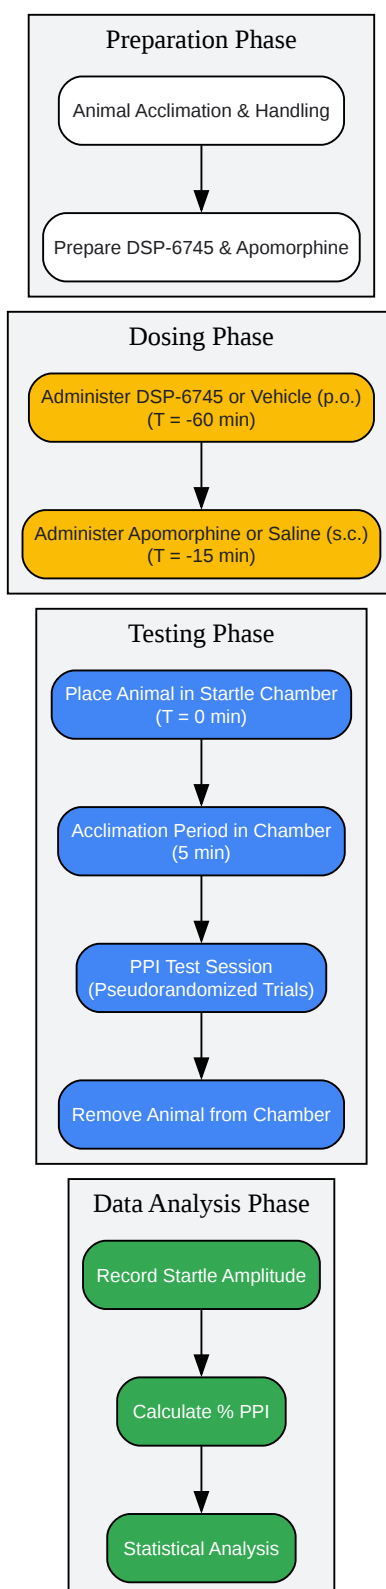 Preparation Phase
Animal Acclimation & Handling
Prepare DSP-6745 & Apomorphine
Dosing Phase
Administer DSP-6745 or Vehicle (p.o.)
(T = -60 min)
Administer Apomorphine or Saline (s.c.)
(T = -15 min)
Testing Phase
Place Animal in Startle Chamber
(T = 0 min)
Acclimation Period in Chamber
(5 min)
PPI Test Session
(Pseudorandomized Trials)
Remove Animal from Chamber
Data Analysis Phase
Record Startle Amplitude
Calculate % PPI
Statistical Analysis